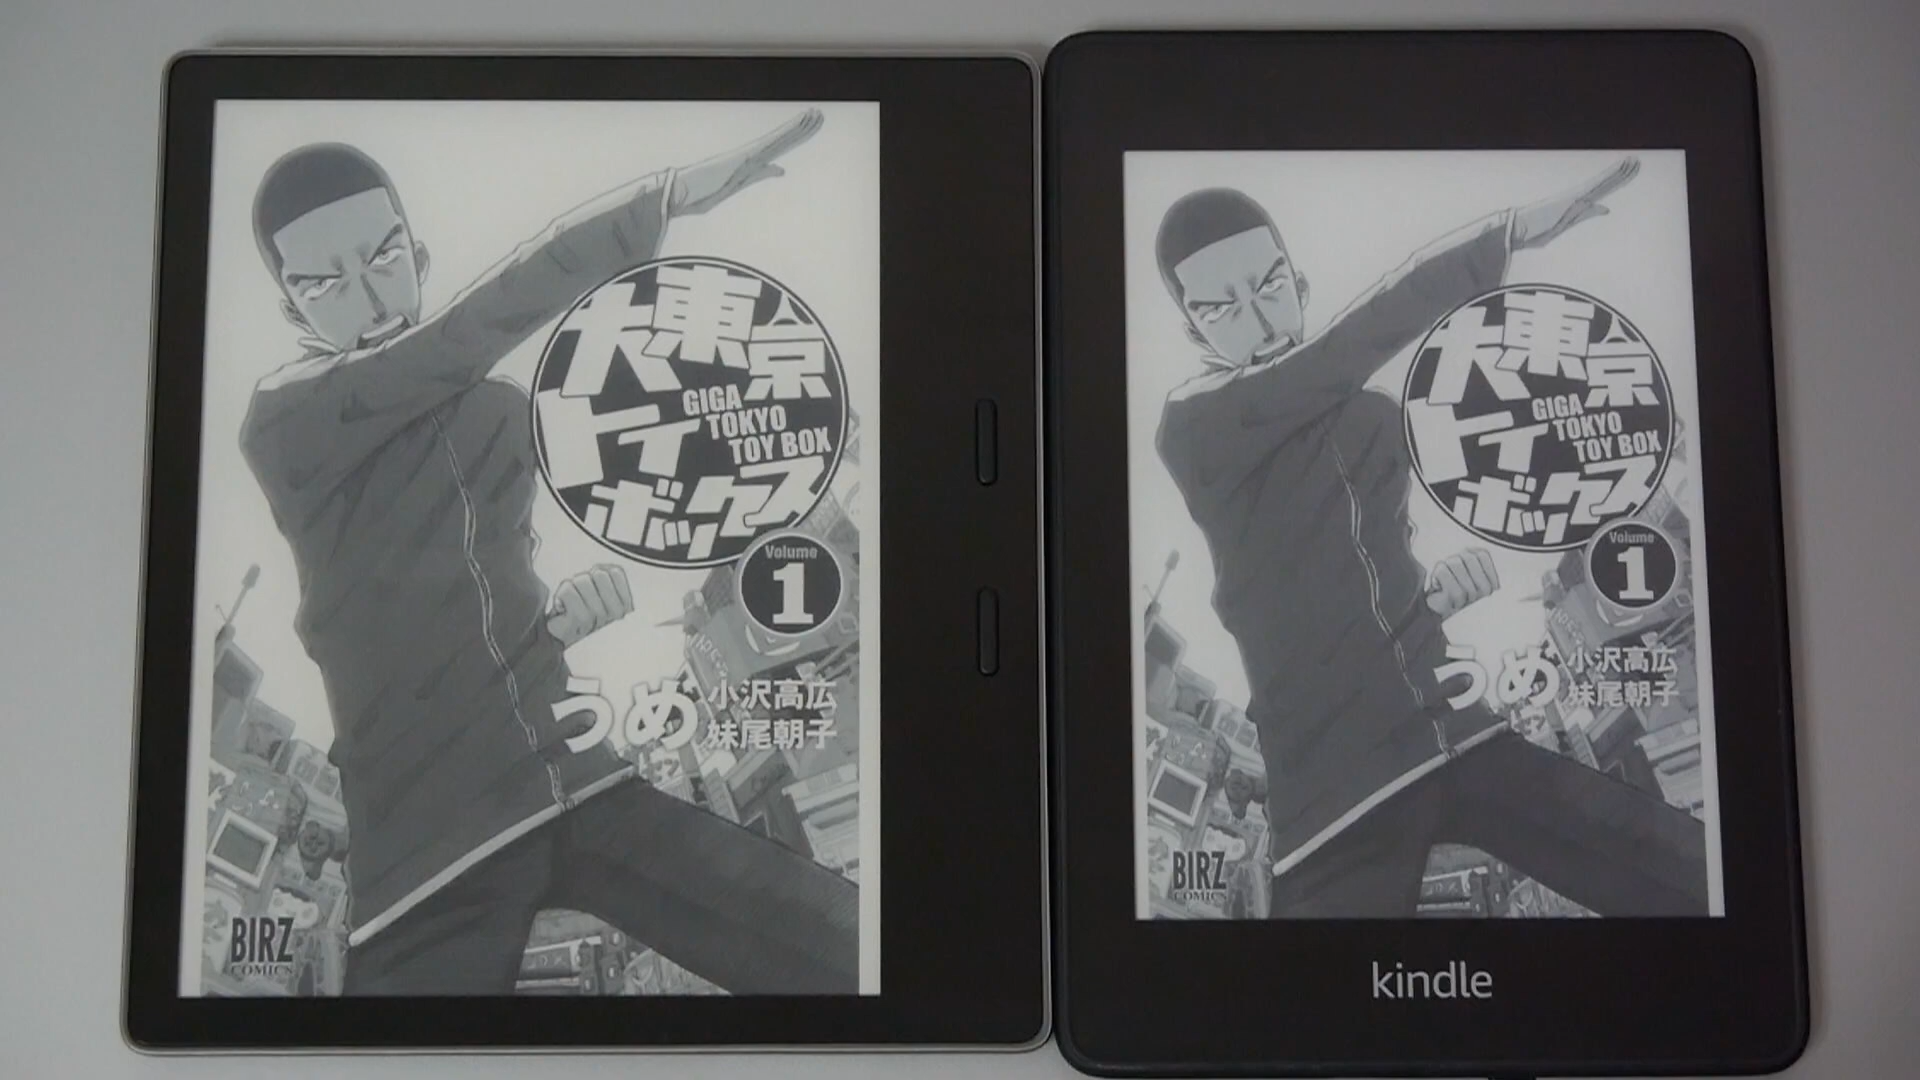 大東京
トイ
ボックス
GIGA
TOKYO
TOY BOX
Volume
1
うめ
小沢高広
妹尾朝子
BIRZ
COMICS
大東京
トイ
ボックス
GIGA
TOKYO
TOY BOX
Volume
1
うめ
小沢高広
妹尾朝子
BIRZ
COMICS
kindle